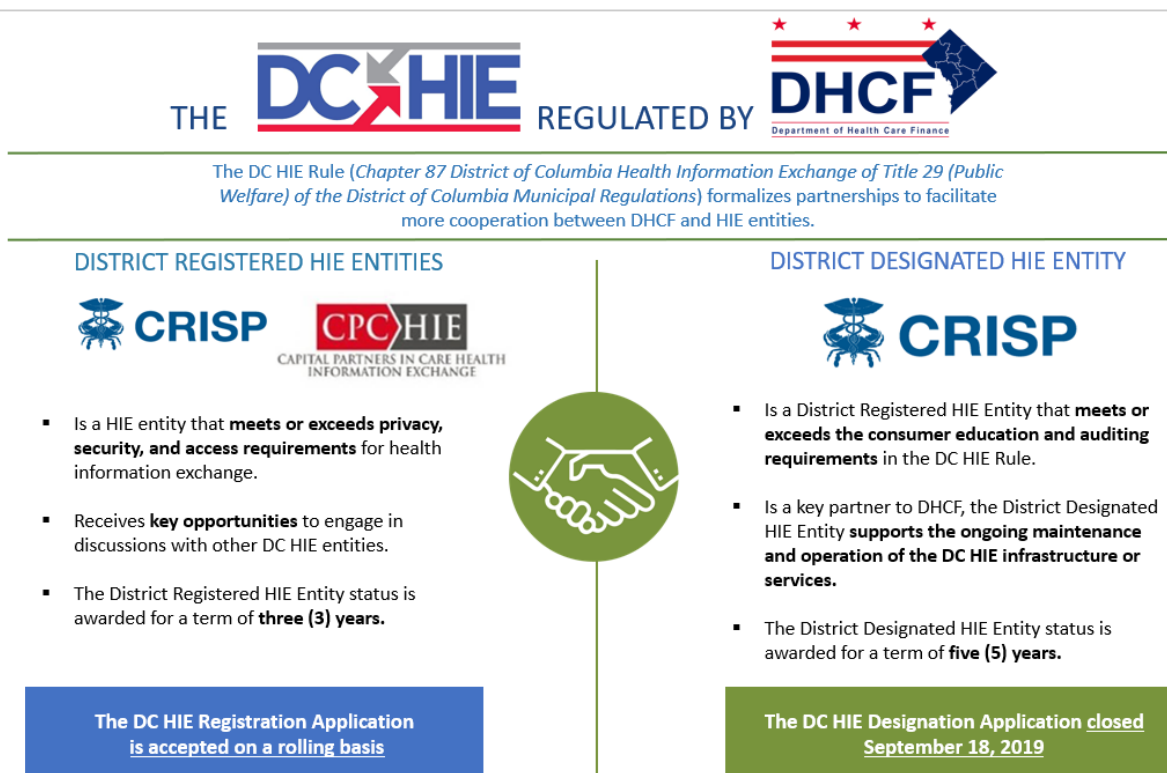 THE DC HIE REGULATED BY DHCF
Department of Health Care Finance
The DC HIE Rule (Chapter 87 District of Columbia Health Information Exchange of Title 29 (Public
Welfare) of the District of Columbia Municipal Regulations) formalizes partnerships to facilitate
more cooperation between DHCF and HIE entities.
DISTRICT REGISTERED HIE ENTITIES
CRISP
CPC HIE
CAPITAL PARTNERS IN CARE HEALTH
INFORMATION EXCHANGE
▪ Is a HIE entity that meets or exceeds privacy,
security, and access requirements for health
information exchange.
▪ Receives key opportunities to engage in
discussions with other DC HIE entities.
▪ The District Registered HIE Entity status is
awarded for a term of three (3) years.
The DC HIE Registration Application
is accepted on a rolling basis
DISTRICT DESIGNATED HIE ENTITY
CRISP
▪ Is a District Registered HIE Entity that meets or
exceeds the consumer education and auditing
requirements in the DC HIE Rule.
▪ Is a key partner to DHCF, the District Designated
HIE Entity supports the ongoing maintenance
and operation of the DC HIE infrastructure or
services.
▪ The District Designated HIE Entity status is
awarded for a term of five (5) years.
The DC HIE Designation Application closed
September 18, 2019